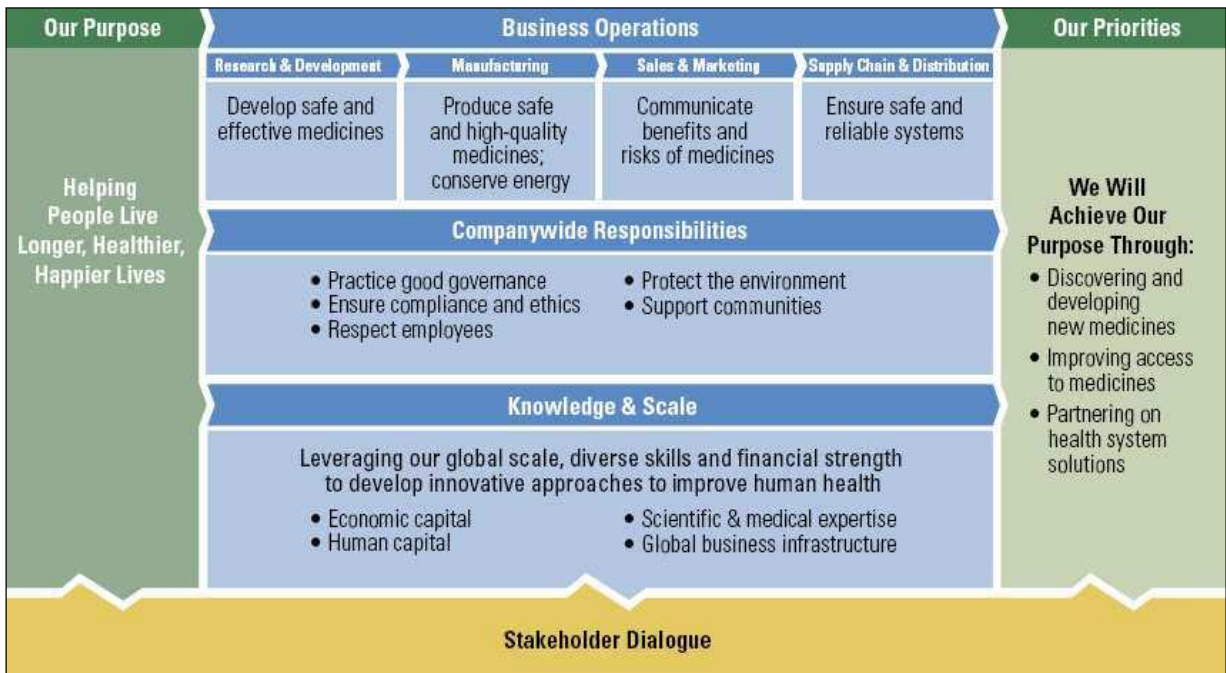 Our Purpose
Helping
People Live
Longer, Healthier,
Happier Lives
Business Operations
Research & Development
Develop safe and
effective medicines
Manufacturing
Produce safe
and high-quality
medicines;
conserve energy
Sales & Marketing
Communicate
benefits and
risks of medicines
Supply Chain & Distribution
Ensure safe and
reliable systems
Companywide Responsibilities
• Practice good governance
• Ensure compliance and ethics
• Respect employees
• Protect the environment
• Support communities
Knowledge & Scale
Leveraging our global scale, diverse skills and financial strength
to develop innovative approaches to improve human health
• Economic capital
• Human capital
• Scientific & medical expertise
• Global business infrastructure
Our Priorities
We Will
Achieve Our
Purpose Through:
• Discovering and
developing
new medicines
• Improving access
to medicines
• Partnering on
health system
solutions
Stakeholder Dialogue